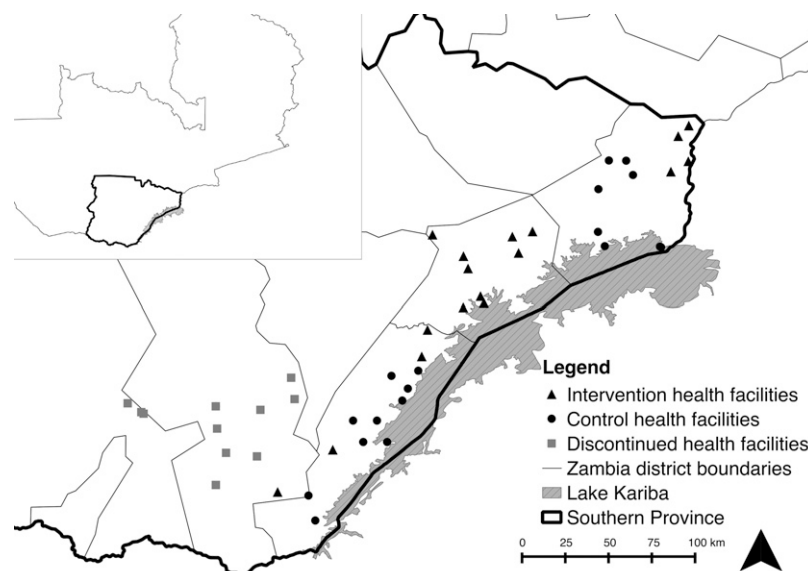 Legend
Intervention health facilities
Control health facilities
Discontinued health facilities
Zambia district boundaries
Lake Kariba
Southern Province
0 25 50 75 100 km